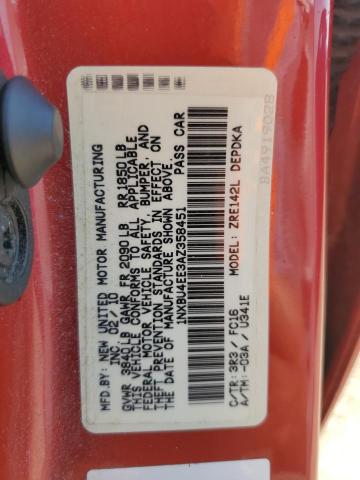 MFD BY: NEW UNITED MOTOR MANUFACTURING
INC. 02/10
GVWR 3840LB GAWR FR 2090LB RR1850LB
THIS VEHICLE CONFORMS TO ALL APPLICABLE
FEDERAL MOTOR VEHICLE SAFETY, BUMPER, AND
THEFT PREVENTION STANDARDS IN EFFECT ON
THE DATE OF MANUFACTURE SHOWN ABOVE.
1NXBU4EE3AZ358451 PASS CAR
C/TR: 3R3 / FC16 ZRE142L DEPDKA
A/TM: -03A / U341E
BA4919028